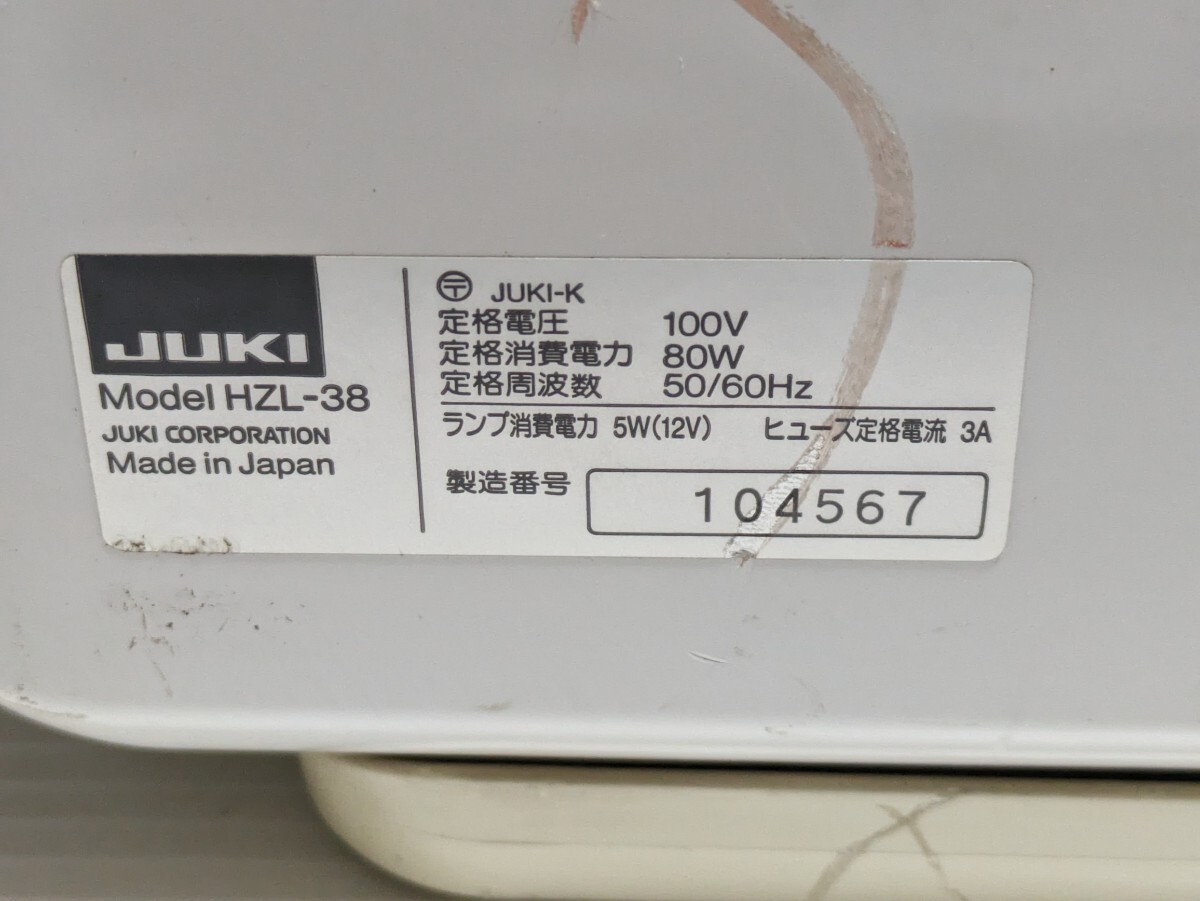 JUKI
Model HZL-38
JUKI CORPORATION
Made in Japan
〒 JUKI-K
定格電圧 100V
定格消費電力 80W
定格周波数 50/60Hz
ランプ消費電力 5W(12V) ヒューズ定格電流 3A
製造番号 104567